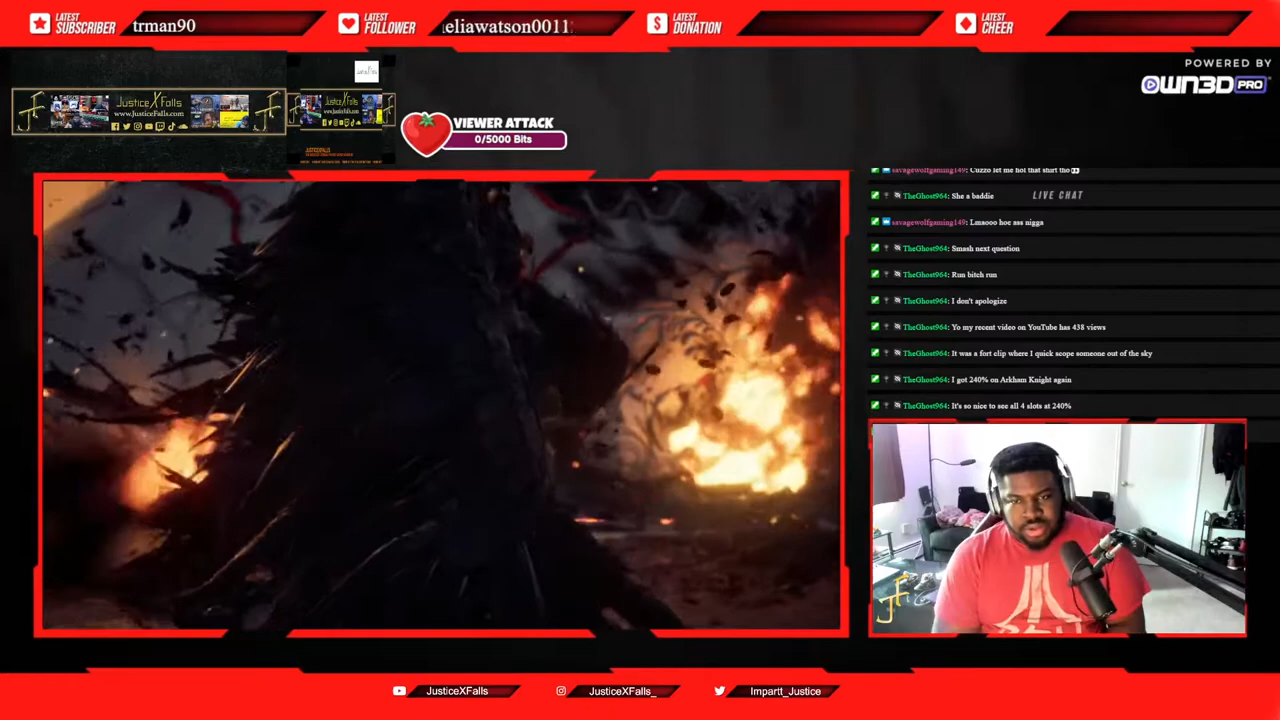 LATEST SUBSCRIBER
trman90
LATEST FOLLOWER
eliawatson0011
LATEST DONATION
LATEST CHEER
POWERED BY
OWN3D PRO
JusticeXFalls
www.JusticeFalls.com
VIEWER ATTACK
0/5000 Bits
savagewolfgaming149: Cuzzo let me hol that shirt tho
LIVE CHAT
TheGhost964: She a baddie
savagewolfgaming149: Lmaooo hoe ass nigga
TheGhost964: Smash next question
TheGhost964: Run bitch run
TheGhost964: I don't apologize
TheGhost964: Yo my recent video on YouTube has 438 views
TheGhost964: It was a fort clip where I quick scope someone out of the sky
TheGhost964: I got 240% on Arkham Knight again
TheGhost964: It's so nice to see all 4 slots at 240%
JF
JusticeXFalls
JusticeXFalls_
Impartt_Justice